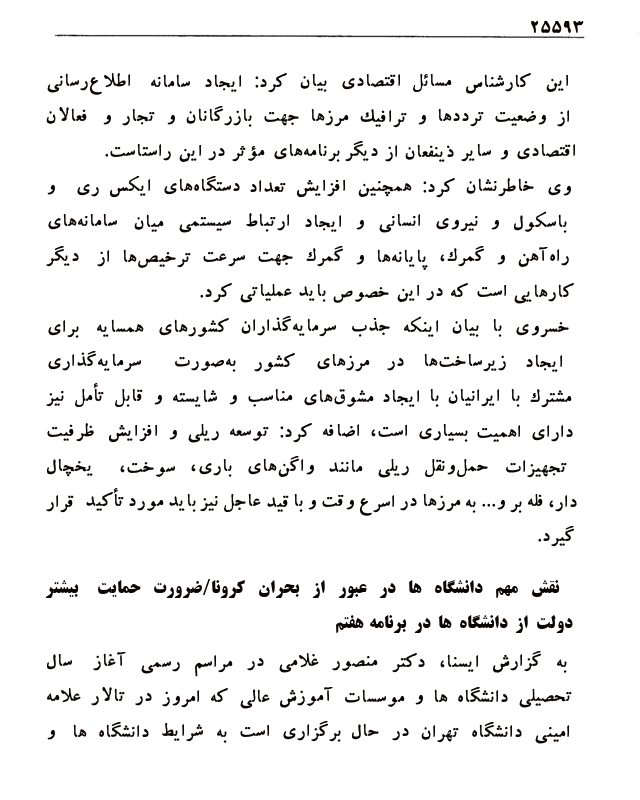 ۲۵۵۹۳
این کارشناس مسائل اقتصادی بیان کرد: ایجاد سامانه اطلاع‌رسانی
از وضعیت ترددها و ترافیك مرزها جهت بازرگانان و تجار و فعالان
اقتصادی و سایر ذینفعان از دیگر برنامه‌های مؤثر در این راستاست.
وی خاطرنشان کرد: همچنین افزایش تعداد دستگاه‌های ایکس ری و
باسکول و نیروی انسانی و ایجاد ارتباط سیستمی میان سامانه‌های
راه‌آهن و گمرك، پایانه‌ها و گمرك جهت سرعت ترخیص‌ها از دیگر
کارهایی است که در این خصوص باید عملیاتی کرد.
خسروی با بیان اینکه جذب سرمایه‌گذاران کشورهای همسایه برای
ایجاد زیرساخت‌ها در مرزهای کشور به‌صورت سرمایه‌گذاری
مشترك با ایرانیان با ایجاد مشوق‌های مناسب و شایسته و قابل تأمل نیز
دارای اهمیت بسیاری است، اضافه کرد: توسعه ریلی و افزایش ظرفیت
تجهیزات حمل‌ونقل ریلی مانند واگن‌های باری، سوخت، یخچال
دار، فله بر و... به مرزها در اسرع وقت و با قید عاجل نیز باید مورد تأکید قرار
گیرد.
نقش مهم دانشگاه ها در عبور از بحران کرونا/ضرورت حمایت بیشتر
دولت از دانشگاه ها در برنامه هفتم
به گزارش ایسنا، دکتر منصور غلامی در مراسم رسمی آغاز سال
تحصیلی دانشگاه ها و موسسات آموزش عالی که امروز در تالار علامه
امینی دانشگاه تهران در حال برگزاری است به شرایط دانشگاه ها و